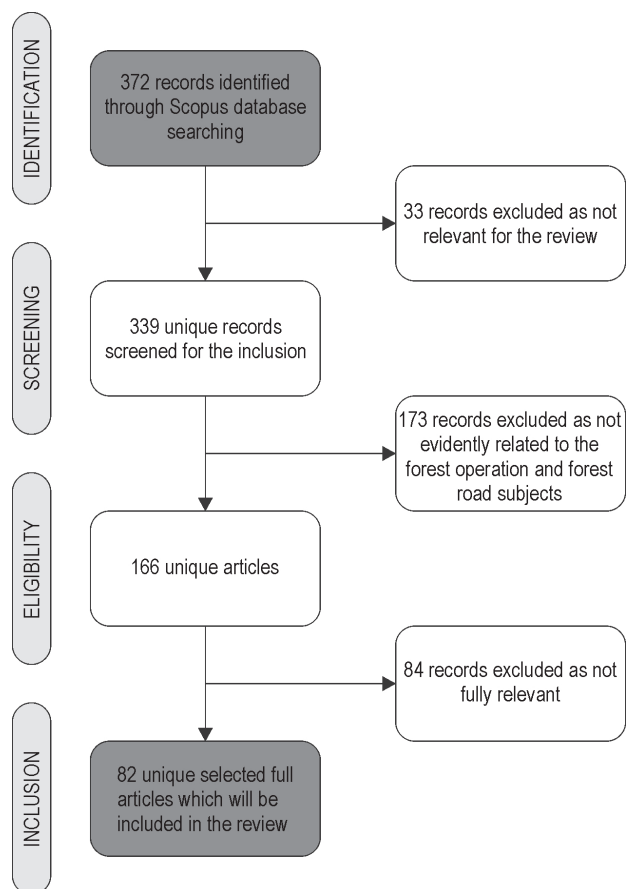 IDENTIFICATION
372 records identified
through Scopus database
searching
33 records excluded as not
relevant for the review
SCREENING
339 unique records
screened for the inclusion
173 records excluded as not
evidently related to the
forest operation and forest
road subjects
ELIGIBILITY
166 unique articles
84 records excluded as not
fully relevant
INCLUSION
82 unique selected full
articles which will be
included in the review